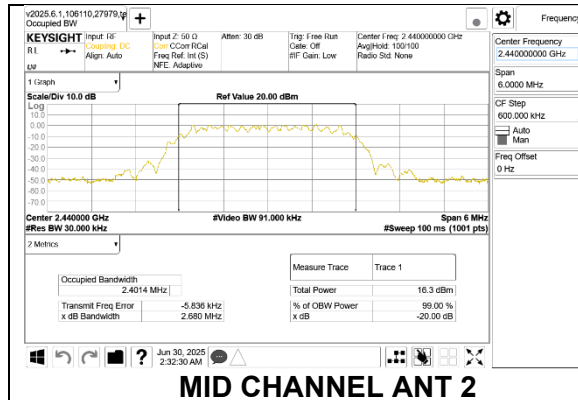 v2025.6.1,106110,27979,te
Occupied BW
Frequency
KEYSIGHT Input: RF Input Z: 50 Ω Atten: 30 dB Trig: Free Run Center Freq: 2.440000000 GHz
R L Coupling: DC Corr CCorr RCal Gate: Off Avg|Hold: 100/100
Align: Auto Freq Ref: Int (S) #IF Gain: Low Radio Std: None
NFE: Adaptive
Center Frequency
2.440000000 GHz
Span
6.0000 MHz
CF Step
600.000 kHz
Auto
Man
Freq Offset
0 Hz
1 Graph
Scale/Div 10.0 dB Ref Value 20.00 dBm
Log
10.0
0.00
-10.0
-20.0
-30.0
-40.0
-50.0
-60.0
-70.0
Center 2.440000 GHz #Video BW 91.000 kHz Span 6 MHz
#Res BW 30.000 kHz #Sweep 100 ms (1001 pts)
2 Metrics
Measure Trace Trace 1
Occupied Bandwidth
2.4014 MHz Total Power 16.3 dBm
Transmit Freq Error -5.836 kHz % of OBW Power 99.00 %
x dB Bandwidth 2.680 MHz x dB -20.00 dB
? Jun 30, 2025
2:32:30 AM
MID CHANNEL ANT 2